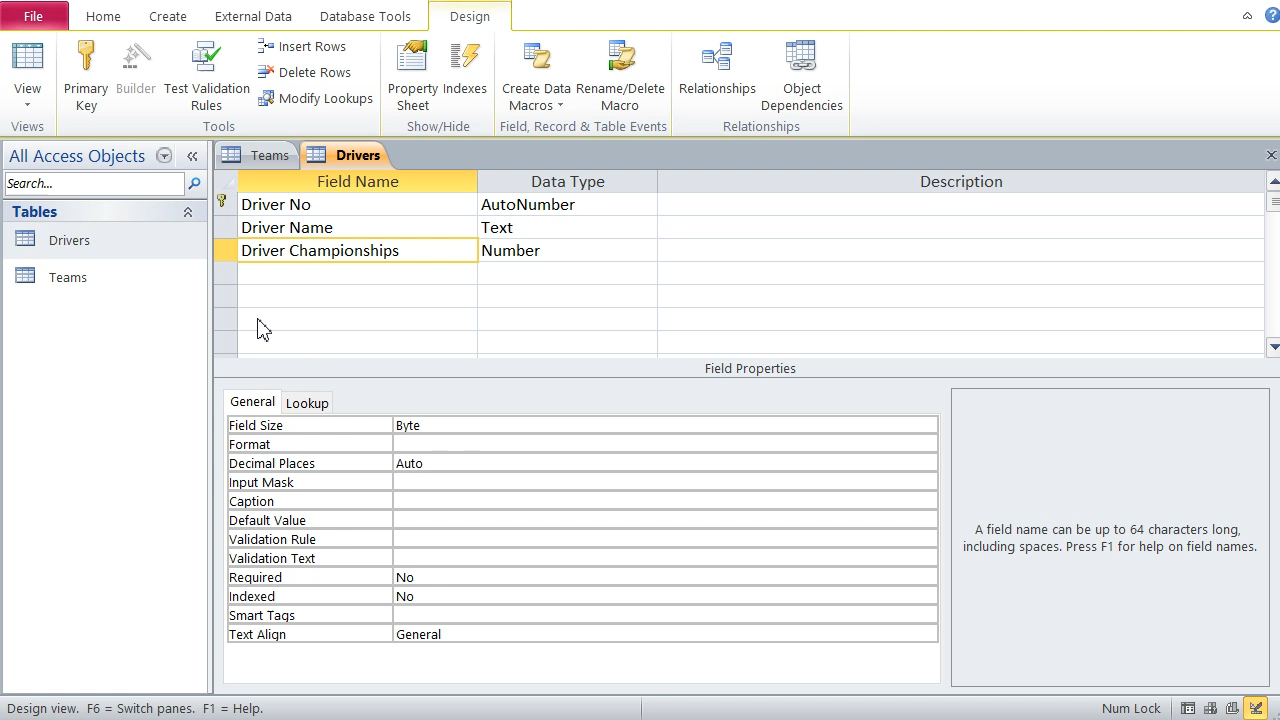 File Home Create External Data Database Tools Design
View
Primary Key
Builder
Test Validation Rules
Insert Rows
Delete Rows
Modify Lookups
Property Sheet
Indexes
Create Data Macros
Rename/Delete Macro
Relationships
Object Dependencies
Views Tools Show/Hide Field, Record & Table Events Relationships
All Access Objects
Search...
Tables
Drivers
Teams
Teams Drivers
Field Name Data Type Description
Driver No AutoNumber
Driver Name Text
Driver Championships Number
Field Properties
General Lookup
Field Size Byte
Format
Decimal Places Auto
Input Mask
Caption
Default Value
Validation Rule
Validation Text
Required No
Indexed No
Smart Tags
Text Align General
A field name can be up to 64 characters long,
including spaces. Press F1 for help on field names.
Design view. F6 = Switch panes. F1 = Help. Num Lock